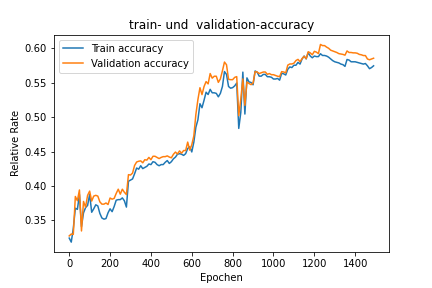 train- und  validation-accuracy
Train accuracy
Validation accuracy
Relative Rate
0.60
0.55
0.50
0.45
0.40
0.35
0 200 400 600 800 1000 1200 1400
Epochen